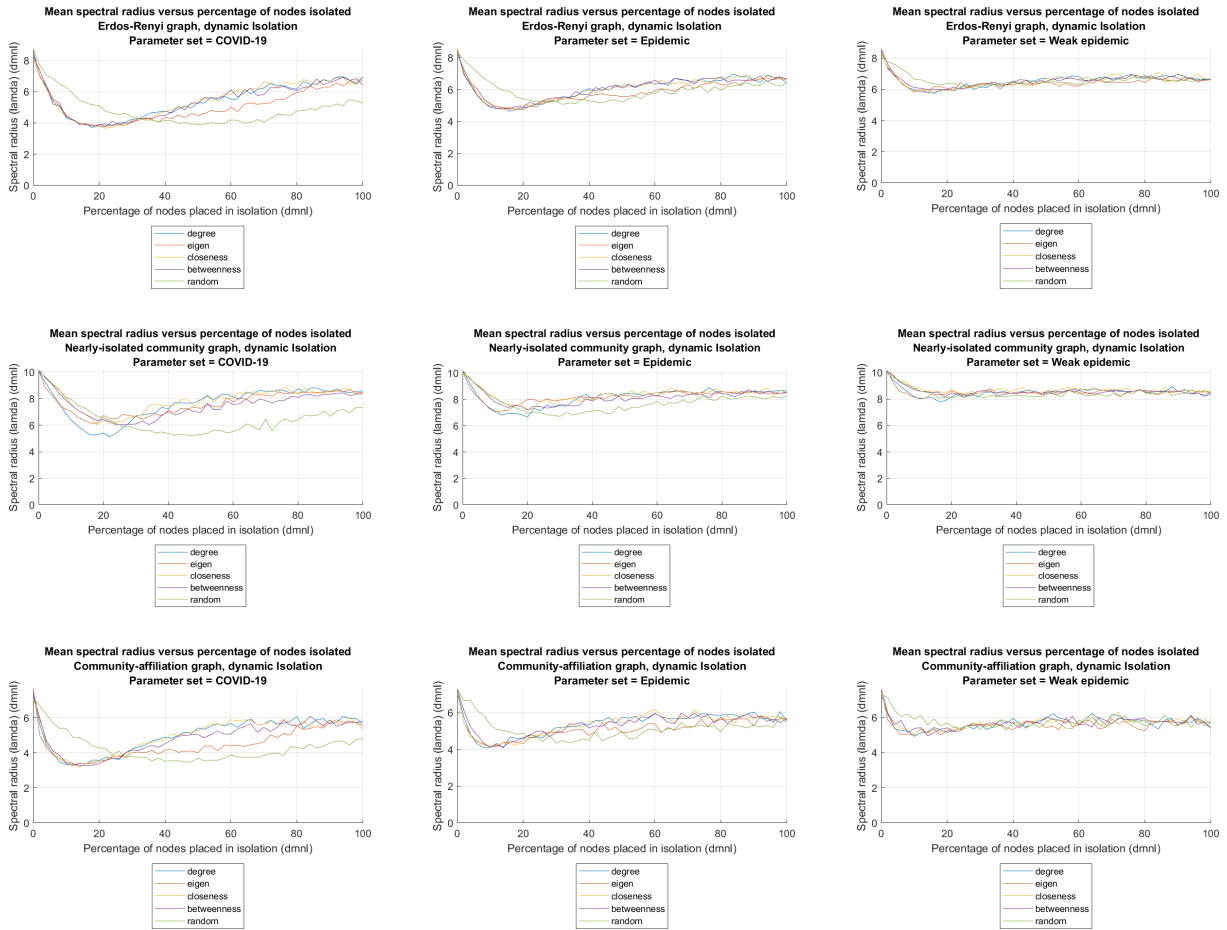 Mean spectral radius versus percentage of nodes isolated
Erdos-Renyi graph, dynamic Isolation
Parameter set = COVID-19
Spectral radius (lamda) (dmnl)
8
6
4
2
0
0 20 40 60 80 100
Percentage of nodes placed in isolation (dmnl)
degree
eigen
closeness
betweenness
random
Mean spectral radius versus percentage of nodes isolated
Erdos-Renyi graph, dynamic Isolation
Parameter set = Epidemic
Spectral radius (lamda) (dmnl)
8
6
4
2
0
0 20 40 60 80 100
Percentage of nodes placed in isolation (dmnl)
degree
eigen
closeness
betweenness
random
Mean spectral radius versus percentage of nodes isolated
Erdos-Renyi graph, dynamic Isolation
Parameter set = Weak epidemic
Spectral radius (lamda) (dmnl)
8
6
4
2
0
0 20 40 60 80 100
Percentage of nodes placed in isolation (dmnl)
degree
eigen
closeness
betweenness
random
Mean spectral radius versus percentage of nodes isolated
Nearly-isolated community graph, dynamic Isolation
Parameter set = COVID-19
Spectral radius (lamda) (dmnl)
10
8
6
4
2
0
0 20 40 60 80 100
Percentage of nodes placed in isolation (dmnl)
degree
eigen
closeness
betweenness
random
Mean spectral radius versus percentage of nodes isolated
Nearly-isolated community graph, dynamic Isolation
Parameter set = Epidemic
Spectral radius (lamda) (dmnl)
10
8
6
4
2
0
0 20 40 60 80 100
Percentage of nodes placed in isolation (dmnl)
degree
eigen
closeness
betweenness
random
Mean spectral radius versus percentage of nodes isolated
Nearly-isolated community graph, dynamic Isolation
Parameter set = Weak epidemic
Spectral radius (lamda) (dmnl)
10
8
6
4
2
0
0 20 40 60 80 100
Percentage of nodes placed in isolation (dmnl)
degree
eigen
closeness
betweenness
random
Mean spectral radius versus percentage of nodes isolated
Community-affiliation graph, dynamic Isolation
Parameter set = COVID-19
Spectral radius (lamda) (dmnl)
6
4
2
0
0 20 40 60 80 100
Percentage of nodes placed in isolation (dmnl)
degree
eigen
closeness
betweenness
random
Mean spectral radius versus percentage of nodes isolated
Community-affiliation graph, dynamic Isolation
Parameter set = Epidemic
Spectral radius (lamda) (dmnl)
6
4
2
0
0 20 40 60 80 100
Percentage of nodes placed in isolation (dmnl)
degree
eigen
closeness
betweenness
random
Mean spectral radius versus percentage of nodes isolated
Community-affiliation graph, dynamic Isolation
Parameter set = Weak epidemic
Spectral radius (lamda) (dmnl)
6
4
2
0
0 20 40 60 80 100
Percentage of nodes placed in isolation (dmnl)
degree
eigen
closeness
betweenness
random